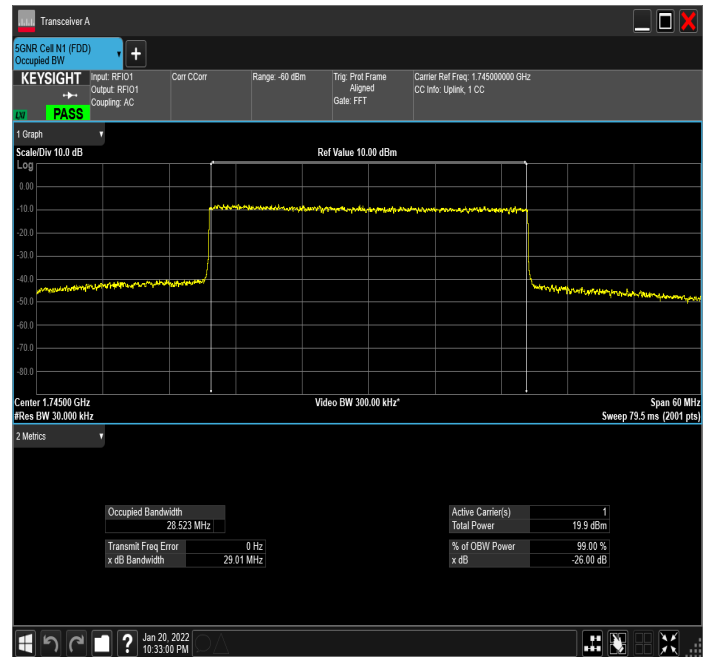 Transceiver A
5GNR Cell N1 (FDD)
Occupied BW
+
KEYSIGHT
Input: RFIO1
Output: RFIO1
Coupling: AC
Corr CCorr
Range: -60 dBm
Trig: Prot Frame
Aligned
Gate: FFT
Carrier Ref Freq: 1.745000000 GHz
CC Info: Uplink, 1 CC
LXI
PASS
1 Graph
Scale/Div 10.0 dB
Ref Value 10.00 dBm
Log
0.00
-10.0
-20.0
-30.0
-40.0
-50.0
-60.0
-70.0
-80.0
Center 1.74500 GHz
Video BW 300.00 kHz*
Span 60 MHz
#Res BW 30.000 kHz
Sweep 79.5 ms (2001 pts)
2 Metrics
Occupied Bandwidth
28.523 MHz
Transmit Freq Error 0 Hz
x dB Bandwidth 29.01 MHz
Active Carrier(s) 1
Total Power 19.9 dBm
% of OBW Power 99.00 %
x dB -26.00 dB
?
Jan 20, 2022
10:33:00 PM